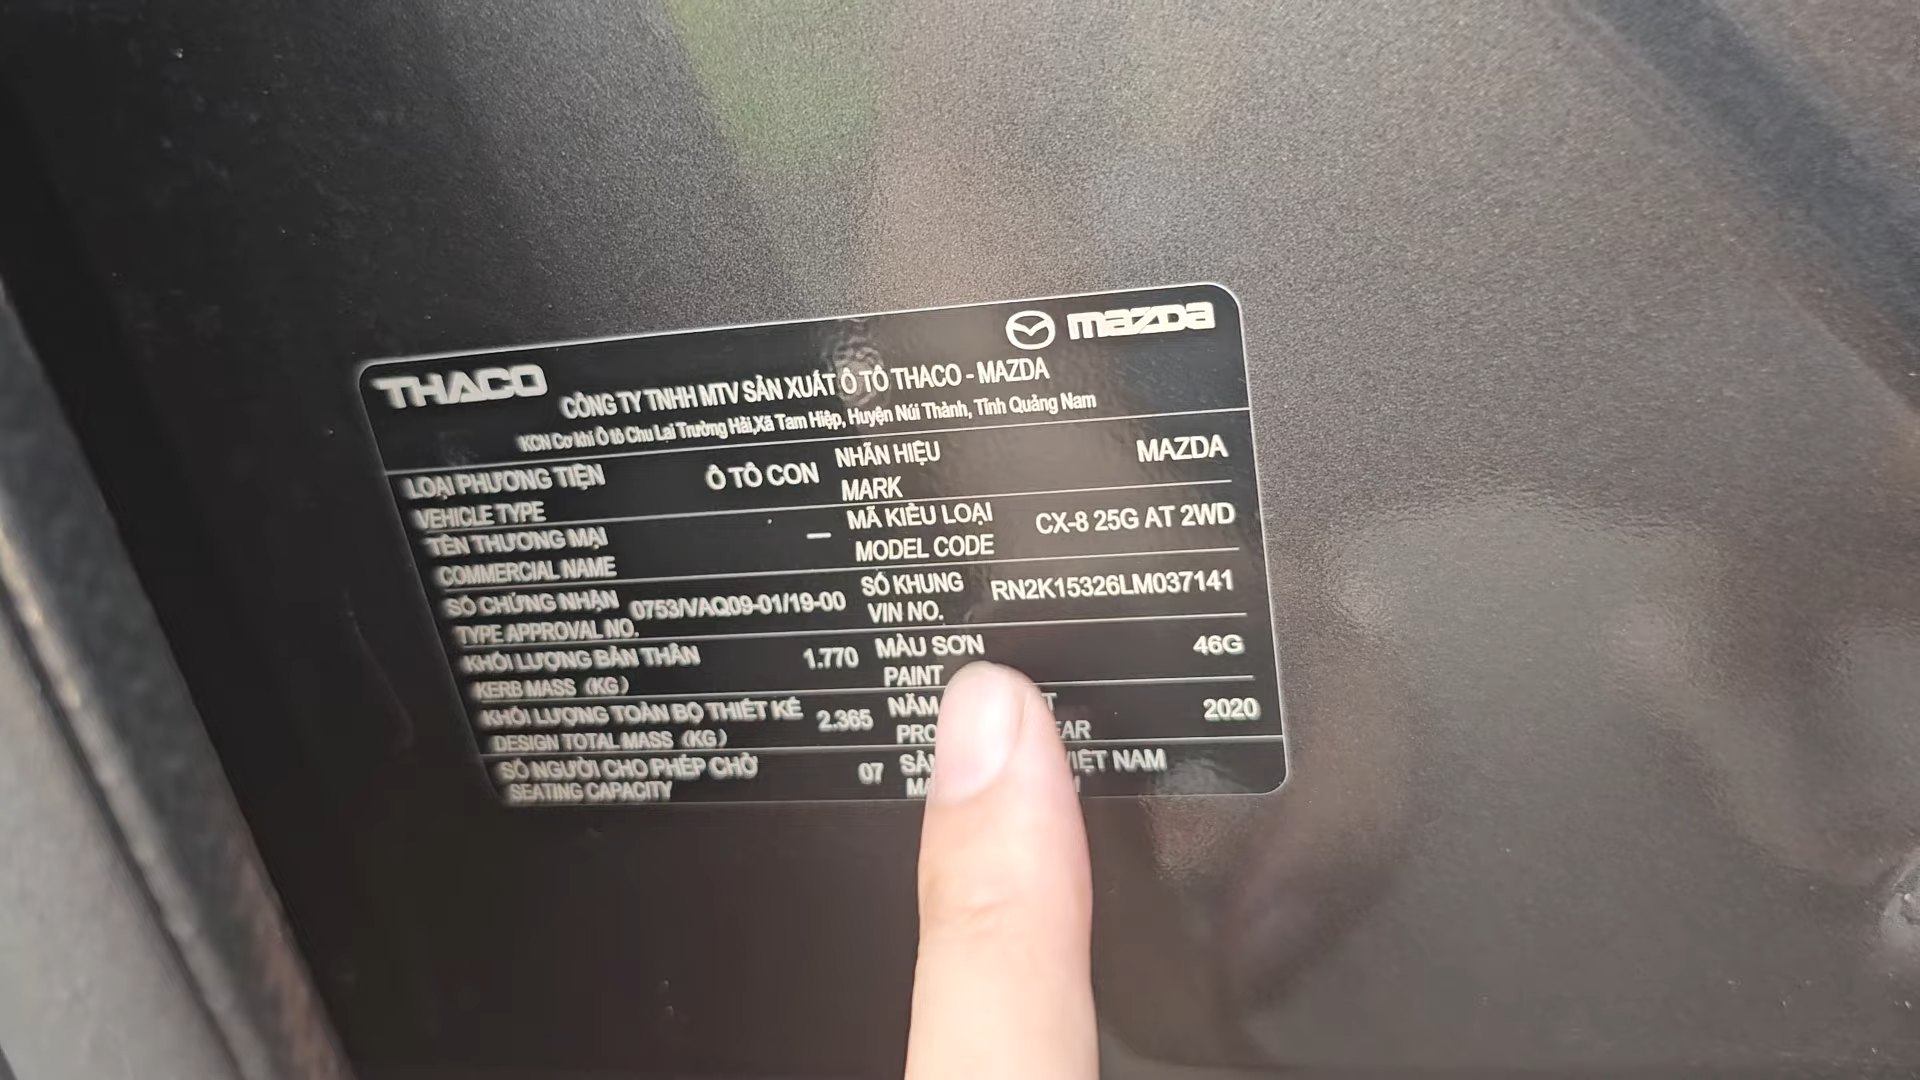 THACO
mazda
CÔNG TY TNHH MTV SẢN XUẤT Ô TÔ THACO - MAZDA
KCN Cơ khí Ô tô Chu Lai Trường Hải,Xã Tam Hiệp, Huyện Núi Thành, Tỉnh Quảng Nam
LOẠI PHƯƠNG TIỆN Ô TÔ CON
VEHICLE TYPE
NHÃN HIỆU MAZDA
MARK
TÊN THƯƠNG MẠI —
COMMERCIAL NAME
MÃ KIỂU LOẠI CX-8 25G AT 2WD
MODEL CODE
SỐ CHỨNG NHẬN 0753/VAQ09-01/19-00
TYPE APPROVAL NO.
SỐ KHUNG RN2K15326LM037141
VIN NO.
KHỐI LƯỢNG BẢN THÂN 1.770
KERB MASS (KG)
MÀU SƠN 46G
PAINT
KHỐI LƯỢNG TOÀN BỘ THIẾT KẾ 2.365
DESIGN TOTAL MASS (KG)
NĂM 2020
SỐ NGƯỜI CHO PHÉP CHỞ 07
SEATING CAPACITY
VIỆT NAM